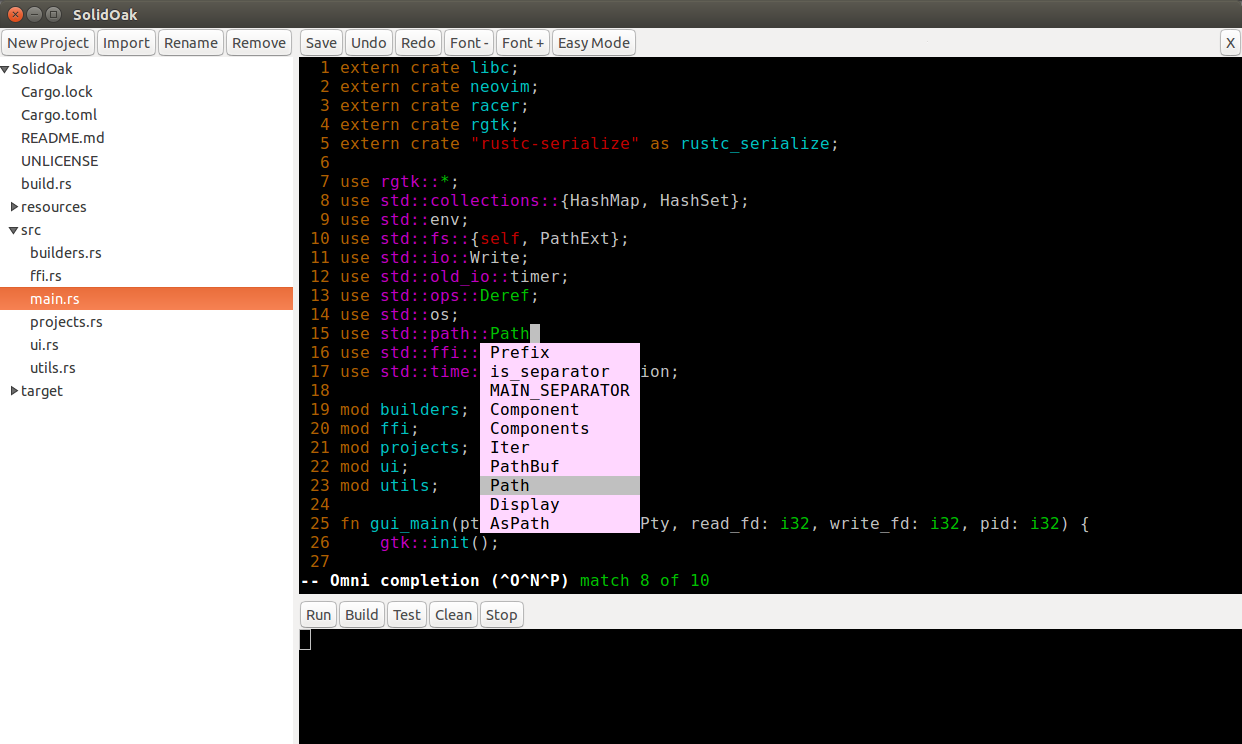 SolidOak
New Project Import Rename Remove
Save Undo Redo Font - Font + Easy Mode X
SolidOak
Cargo.lock
Cargo.toml
README.md
UNLICENSE
build.rs
resources
src
builders.rs
ffi.rs
main.rs
projects.rs
ui.rs
utils.rs
target
1 extern crate libc;
2 extern crate neovim;
3 extern crate racer;
4 extern crate rgtk;
5 extern crate "rustc-serialize" as rustc_serialize;
6
7 use rgtk::*;
8 use std::collections::{HashMap, HashSet};
9 use std::env;
10 use std::fs::{self, PathExt};
11 use std::io::Write;
12 use std::old_io::timer;
13 use std::ops::Deref;
14 use std::os;
15 use std::path::Path
16 use std::ffi::
17 use std::time: ion;
18
19 mod builders;
20 mod ffi;
21 mod projects;
22 mod ui;
23 mod utils;
24
25 fn gui_main(pt Pty, read_fd: i32, write_fd: i32, pid: i32) {
26 gtk::init();
27
Prefix
is_separator
MAIN_SEPARATOR
Component
Components
Iter
PathBuf
Path
Display
AsPath
-- Omni completion (^O^N^P) match 8 of 10
Run Build Test Clean Stop